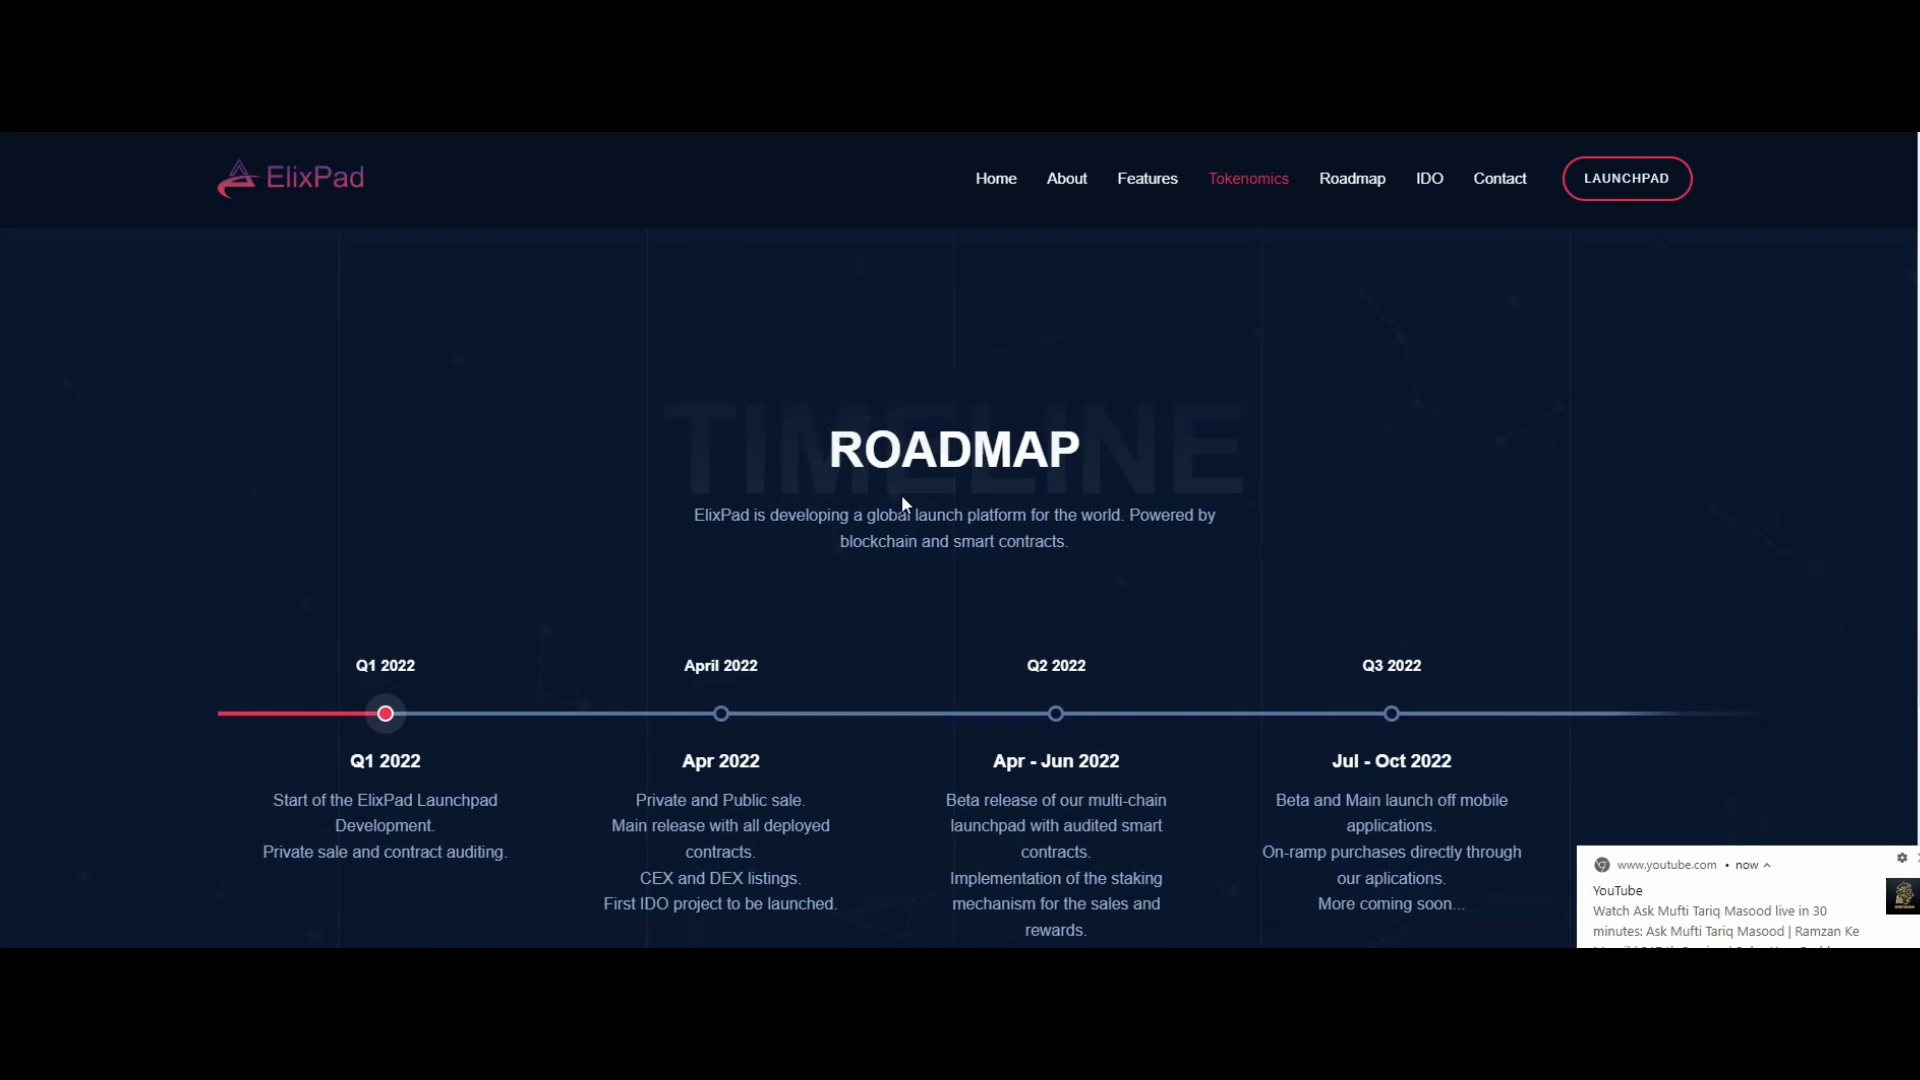 ElixPad
Home About Features Tokenomics Roadmap IDO Contact LAUNCHPAD
TIMELINE
ROADMAP
ElixPad is developing a global launch platform for the world. Powered by
blockchain and smart contracts.
Q1 2022
April 2022
Q2 2022
Q3 2022
Q1 2022
Start of the ElixPad Launchpad
Development.
Private sale and contract auditing.
Apr 2022
Private and Public sale.
Main release with all deployed
contracts.
CEX and DEX listings.
First IDO project to be launched.
Apr - Jun 2022
Beta release of our multi-chain
launchpad with audited smart
contracts.
Implementation of the staking
mechanism for the sales and
rewards.
Jul - Oct 2022
Beta and Main launch off mobile
applications.
On-ramp purchases directly through
our aplications.
More coming soon...
www.youtube.com • now
YouTube
Watch Ask Mufti Tariq Masood live in 30
minutes: Ask Mufti Tariq Masood | Ramzan Ke